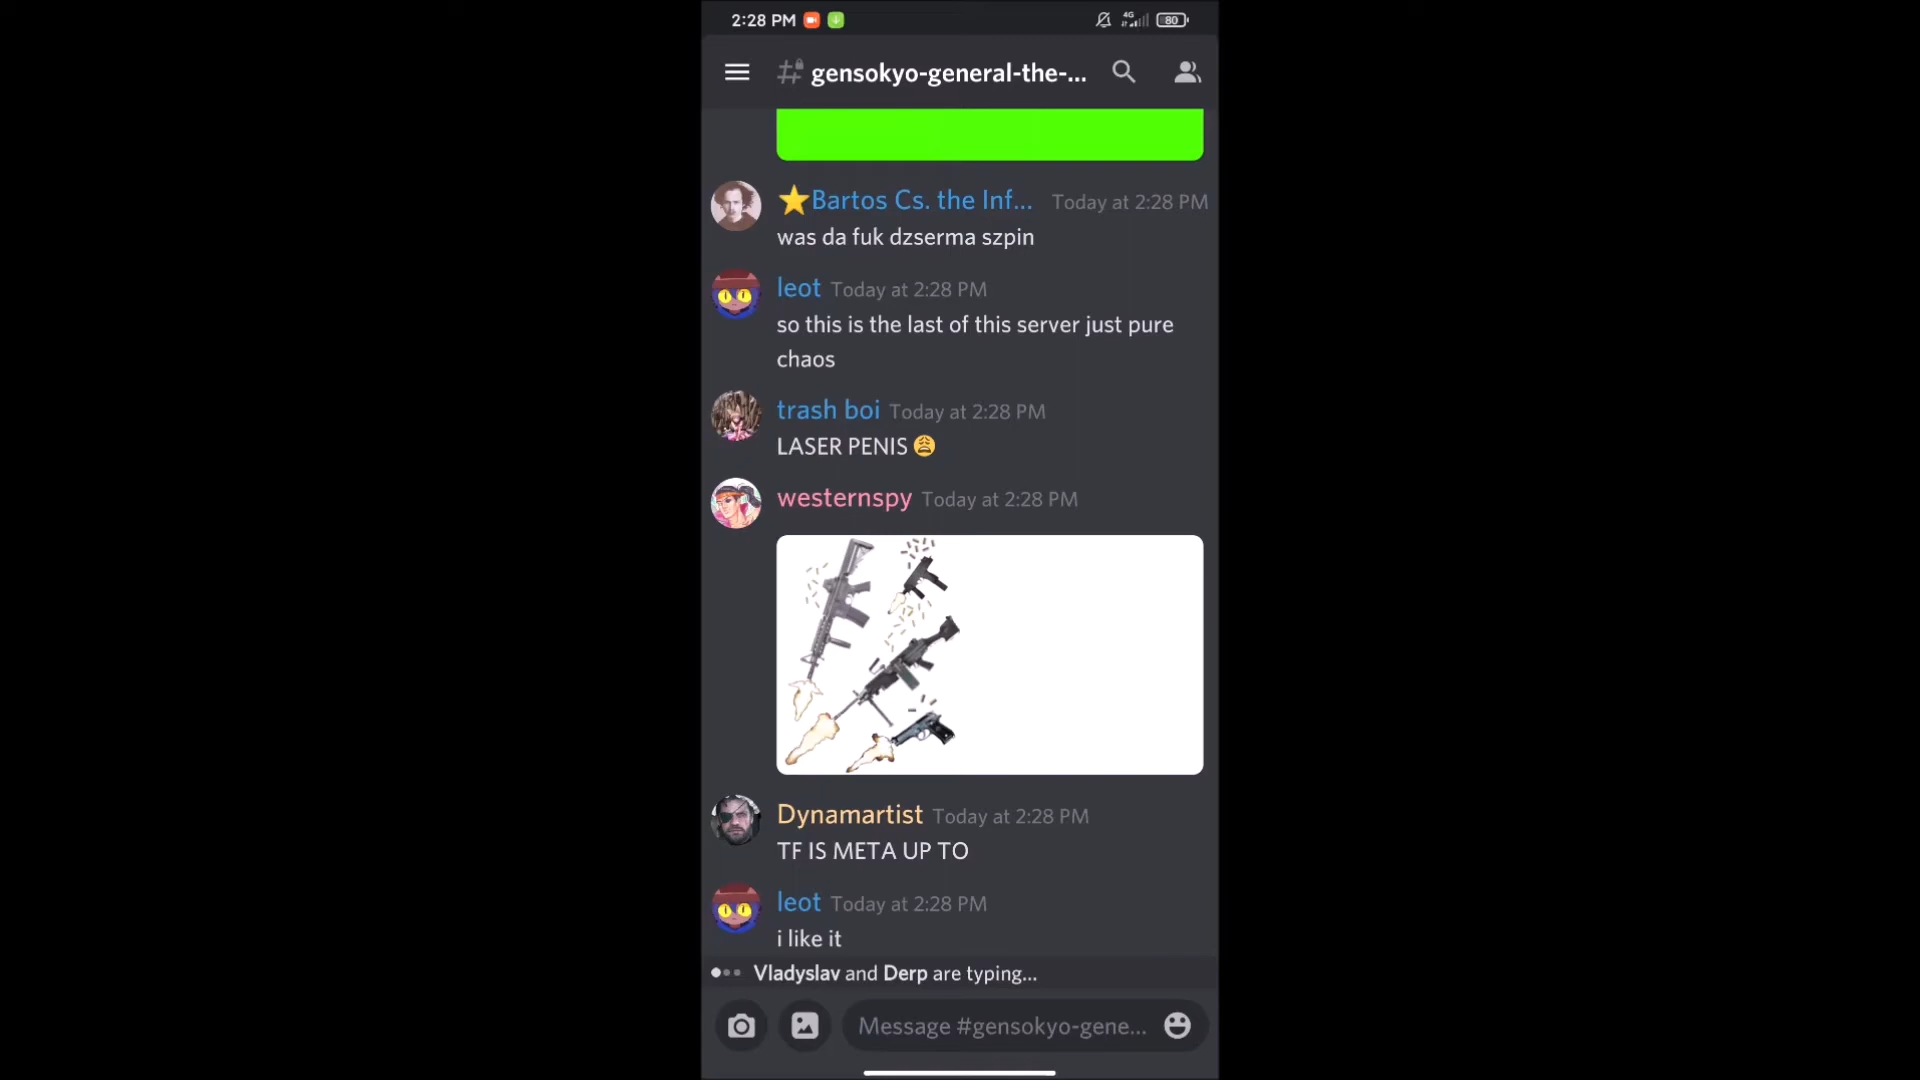 2:28 PM 4G 80
gensokyo-general-the-...
Bartos Cs. the Inf... Today at 2:28 PM
was da fuk dzserma szpin
leot Today at 2:28 PM
so this is the last of this server just pure
chaos
trash boi Today at 2:28 PM
LASER PENIS 😩
westernspy Today at 2:28 PM
Dynamartist Today at 2:28 PM
TF IS META UP TO
leot Today at 2:28 PM
i like it
Vladyslav and Derp are typing...
Message #gensokyo-gene...